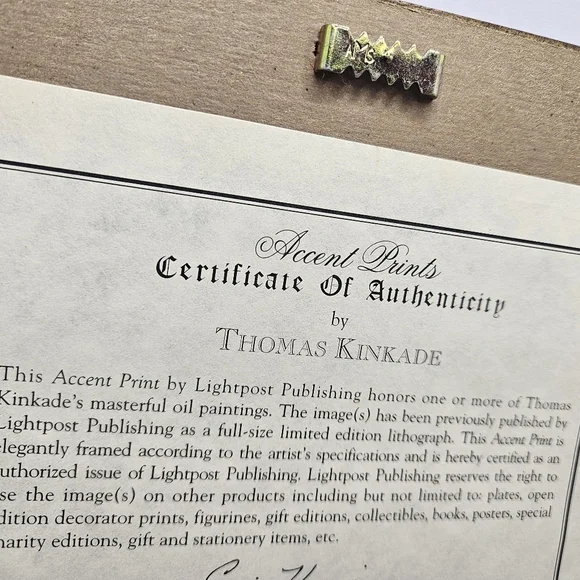 AMS
Accent Prints
Certificate Of Authenticity
by
THOMAS KINKADE
This Accent Print by Lightpost Publishing honors one or more of Thomas
Kinkade's masterful oil paintings. The image(s) has been previously published by
Lightpost Publishing as a full-size limited edition lithograph. This Accent Print is
elegantly framed according to the artist's specifications and is hereby certified as an
uthorized issue of Lightpost Publishing. Lightpost Publishing reserves the right to
se the image(s) on other products including but not limited to: plates, open
dition decorator prints, figurines, gift editions, collectibles, books, posters, special
harity editions, gift and stationery items, etc.